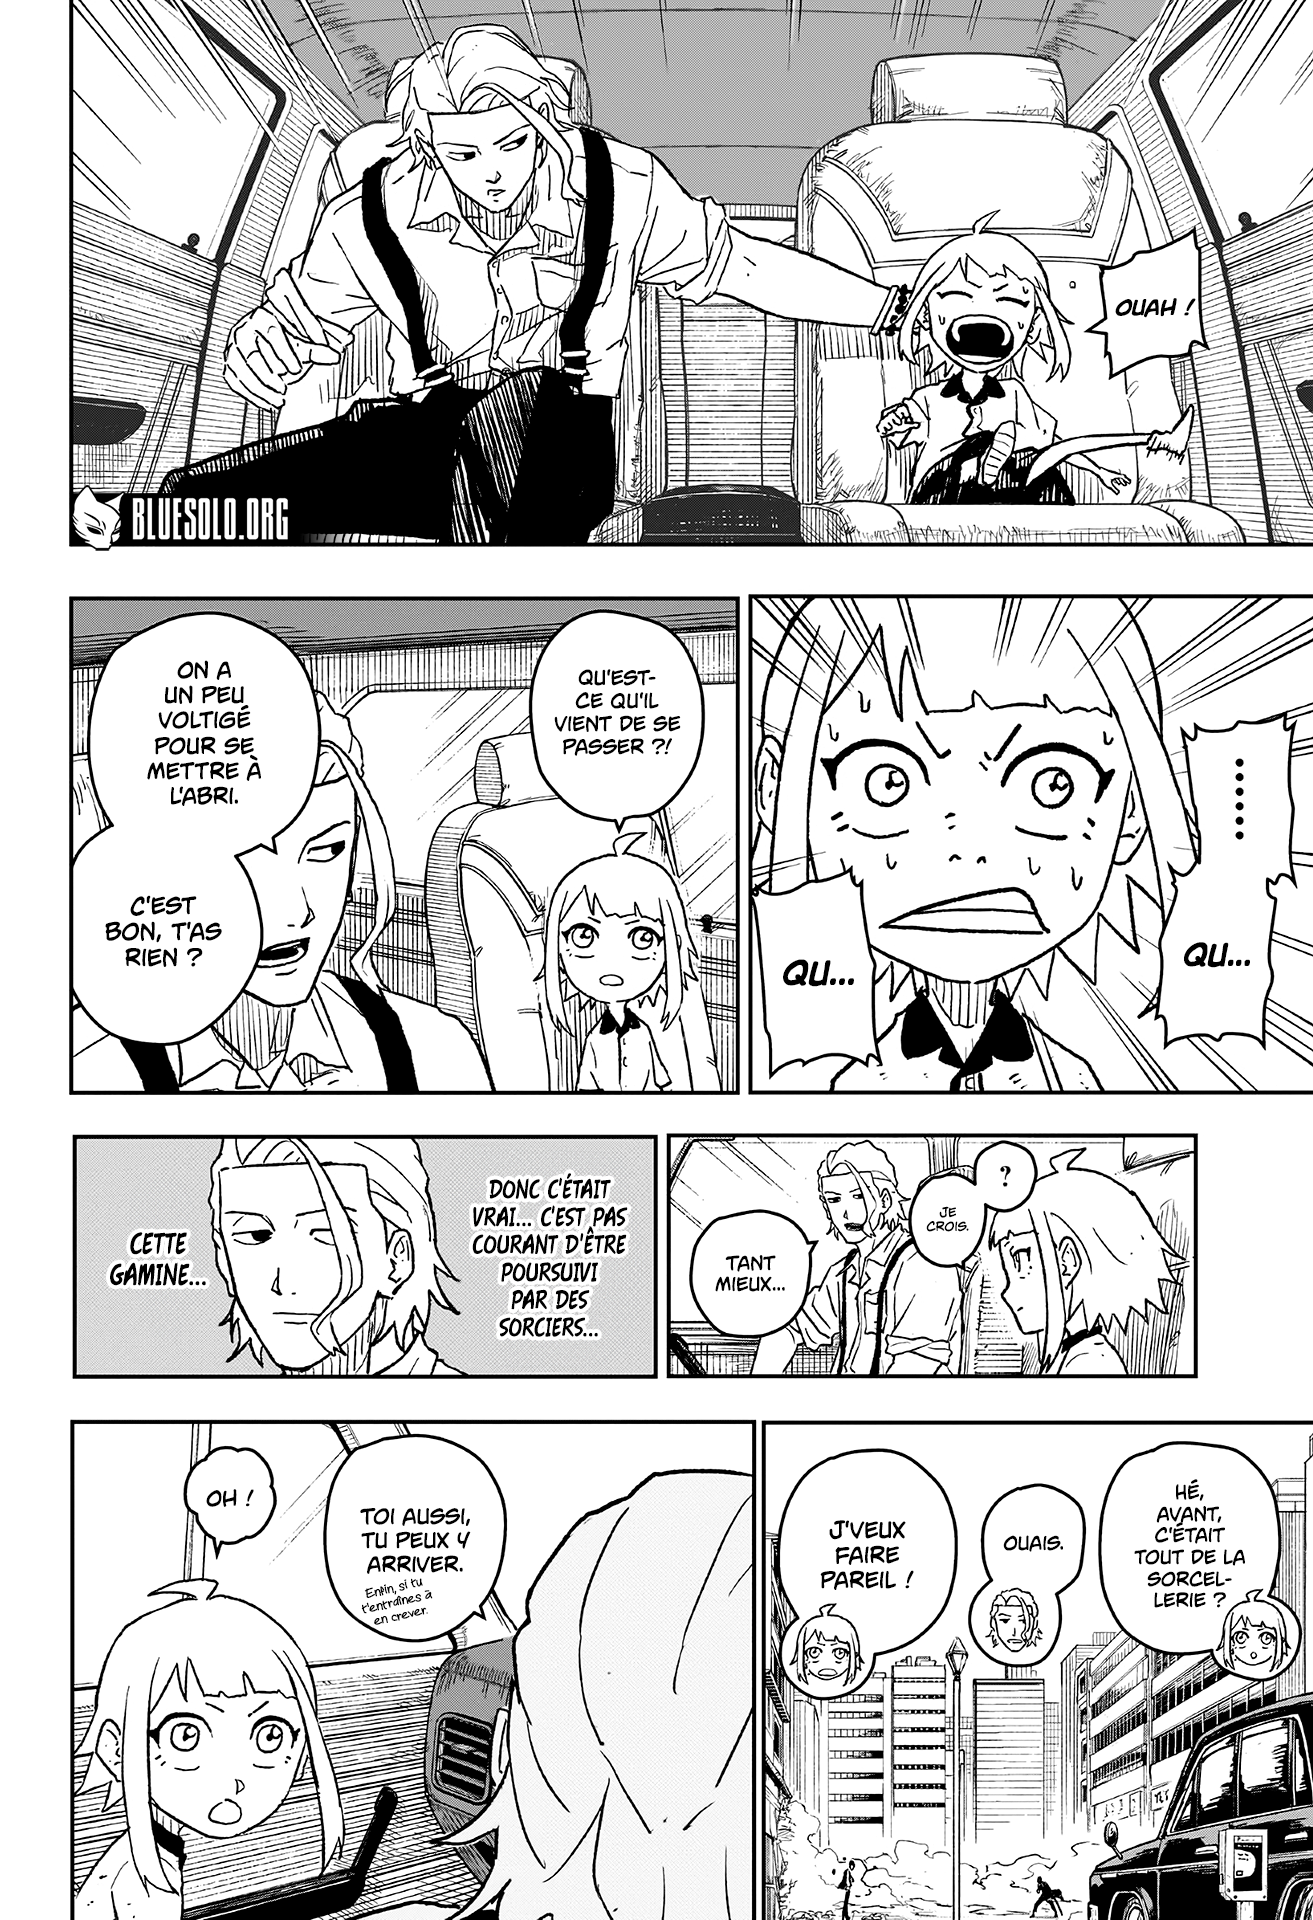 OUAH !
BLUESOLO.ORG
......
QU...
QU...
QU'EST-
CE QU'IL
VIENT DE SE
PASSER ?!
ON A
UN PEU
VOLTIGÉ
POUR SE
METTRE À
L'ABRI.
C'EST
BON, T'AS
RIEN ?
?
JE
CROIS.
TANT
MIEUX...
DONC C'ÉTAIT
VRAI... C'EST PAS
COURANT D'ÊTRE
POURSUIVI
PAR DES
SORCIERS...
CETTE
GAMINE...
HÉ,
AVANT,
C'ÉTAIT
TOUT DE LA
SORCEL-
LERIE ?
OUAIS.
J'VEUX
FAIRE
PAREIL !
TOI AUSSI,
TU PEUX Y
ARRIVER.
Enfin, si tu
t'entraînes à
en crever.
OH !